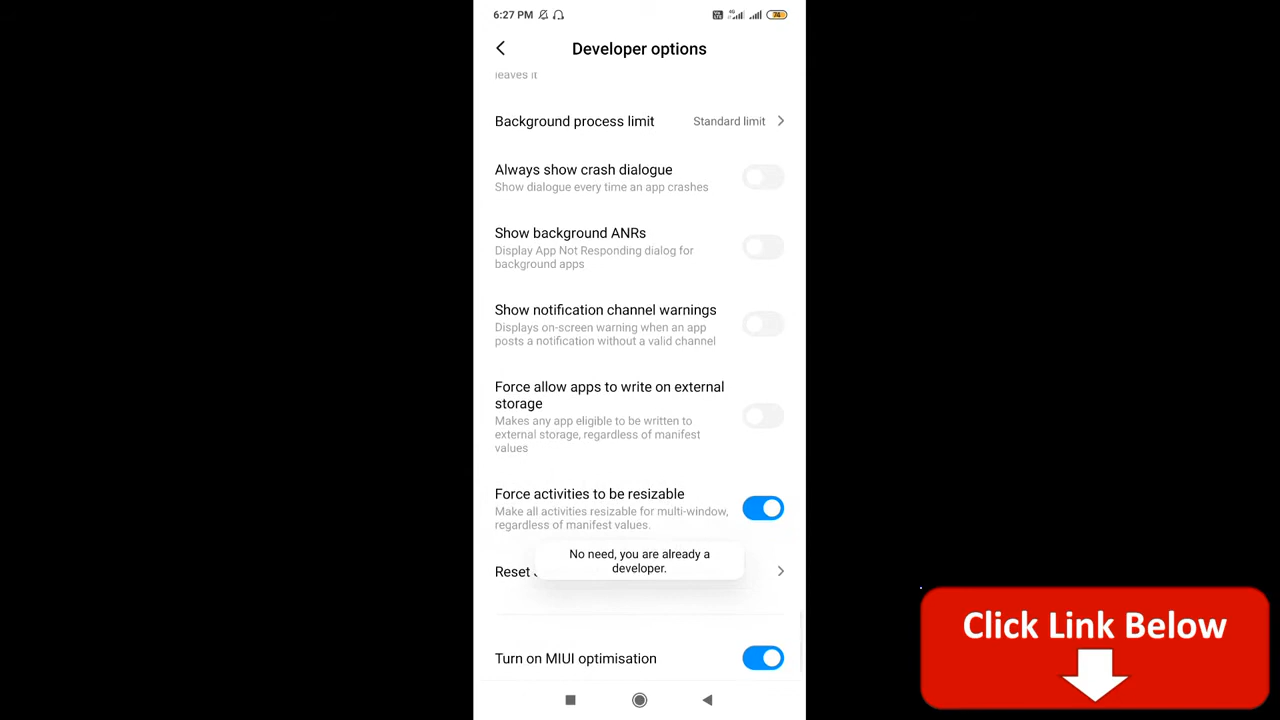 6:27 PM
74
Developer options
leaves it
Background process limit Standard limit
Always show crash dialogue
Show dialogue every time an app crashes
Show background ANRs
Display App Not Responding dialog for
background apps
Show notification channel warnings
Displays on-screen warning when an app
posts a notification without a valid channel
Force allow apps to write on external
storage
Makes any app eligible to be written to
external storage, regardless of manifest
values
Force activities to be resizable
Make all activities resizable for multi-window,
regardless of manifest values.
No need, you are already a
developer.
Reset
Turn on MIUI optimisation
Click Link Below